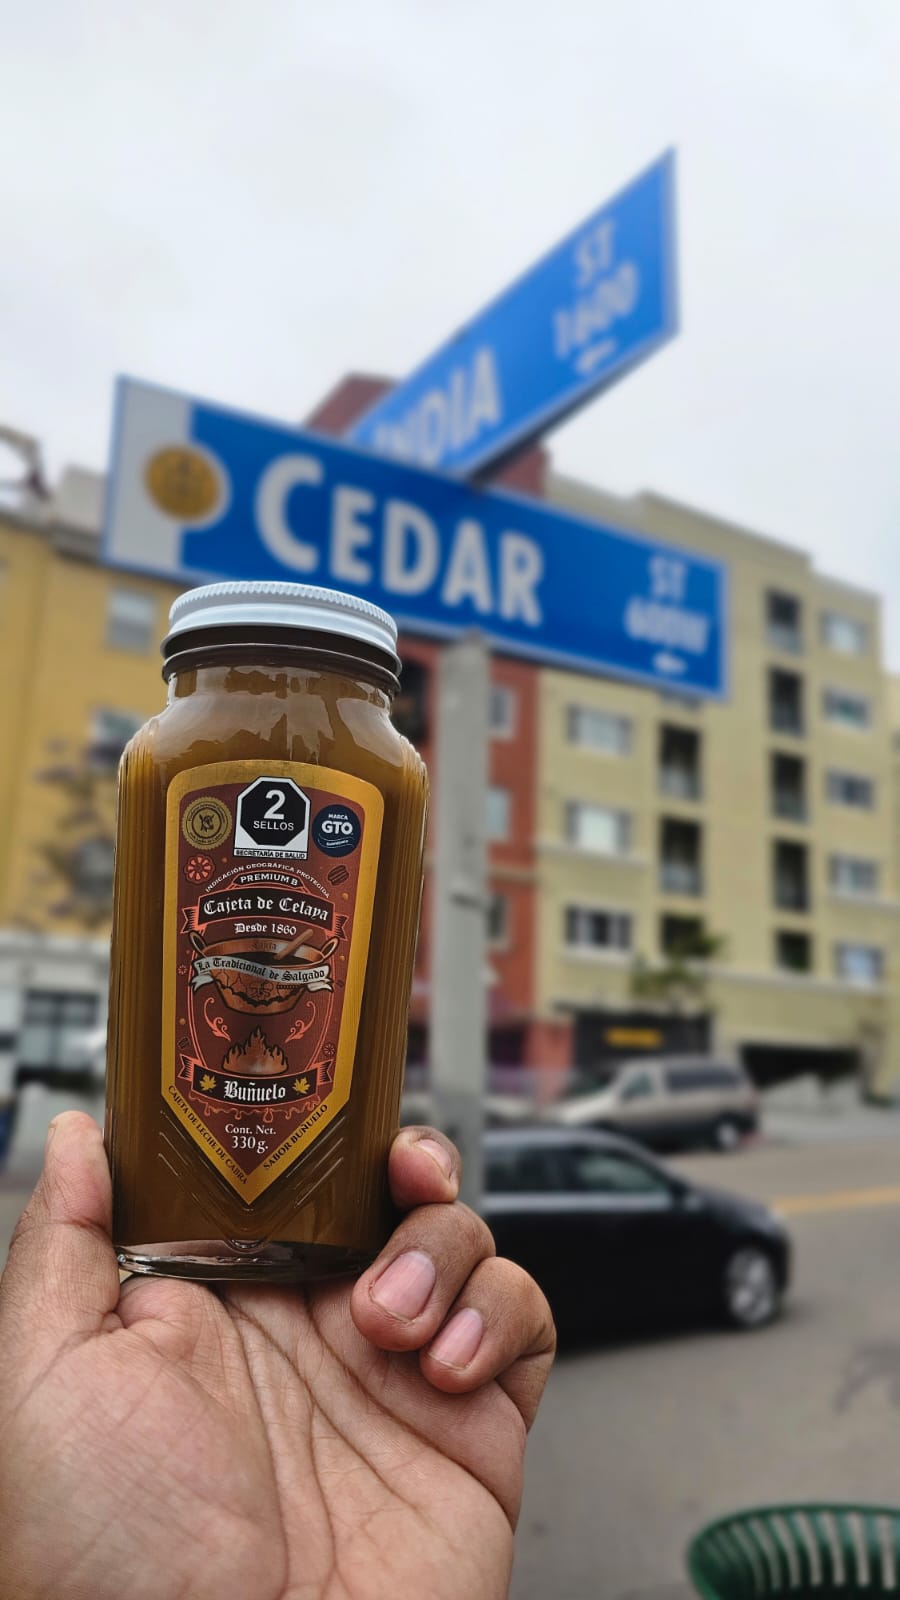 ST
1600
INDIA
CEDAR
ST
600W
2
SELLOS
SECRETARÍA DE SALUD
MARCA
GTO
INDICACIÓN GEOGRÁFICA PROTEGIDA
PREMIUM B
Cajeta de Celaya
Desde 1860
La Tradicional de Salgado
Buñuelo
CAJETA DE LECHE DE CABRA
SABOR BUÑUELO
Cont. Net.
330 g.